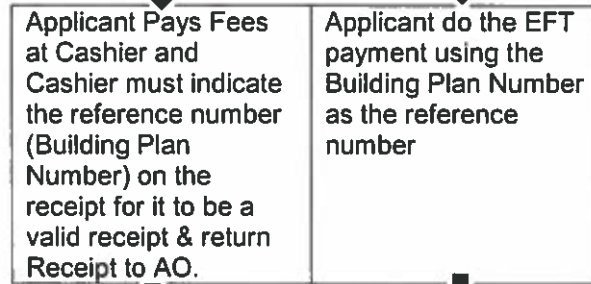 Applicant Pays Fees
at Cashier and
Cashier must indicate
the reference number
(Building Plan
Number) on the
receipt for it to be a
valid receipt & return
Receipt to AO.
Applicant do the EFT
payment using the
Building Plan Number
as the reference
number